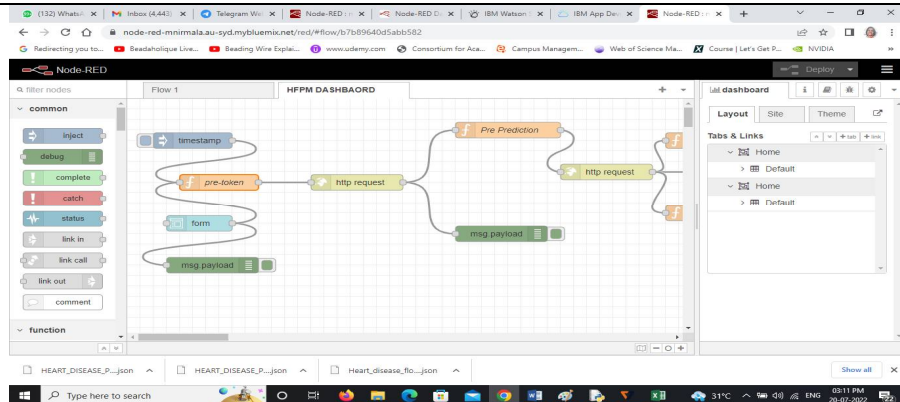 (132) WhatsA
Inbox (4,443)
Telegram We
Node-RED : n
Node-RED D
IBM Watson S
IBM App Dev
Node-RED : n
node-red-mnirmala.au-syd.mybluemix.net/red/#flow/b7b89640d5abb582
Redirecting you to...
Beadaholique Live...
Beading Wire Explai...
www.udemy.com
Consortium for Aca...
Campus Managem...
Web of Science Ma...
Course | Let's Get P...
NVIDIA
Node-RED
Deploy
filter nodes
Flow 1
HFPM DASHBAORD
dashboard
common
Layout
Site
Theme
inject
timestamp
Pre Prediction
Tabs & Links
+ tab
+ link
debug
Home
complete
pre-token
http request
http request
Default
catch
Home
status
form
Default
link in
msg.payload
link call
msg.payload
link out
comment
function
HEART_DISEASE_P....json
HEART_DISEASE_P....json
Heart_disease_flo....json
Show all
Type here to search
31°C
ENG
03:11 PM
20-07-2022